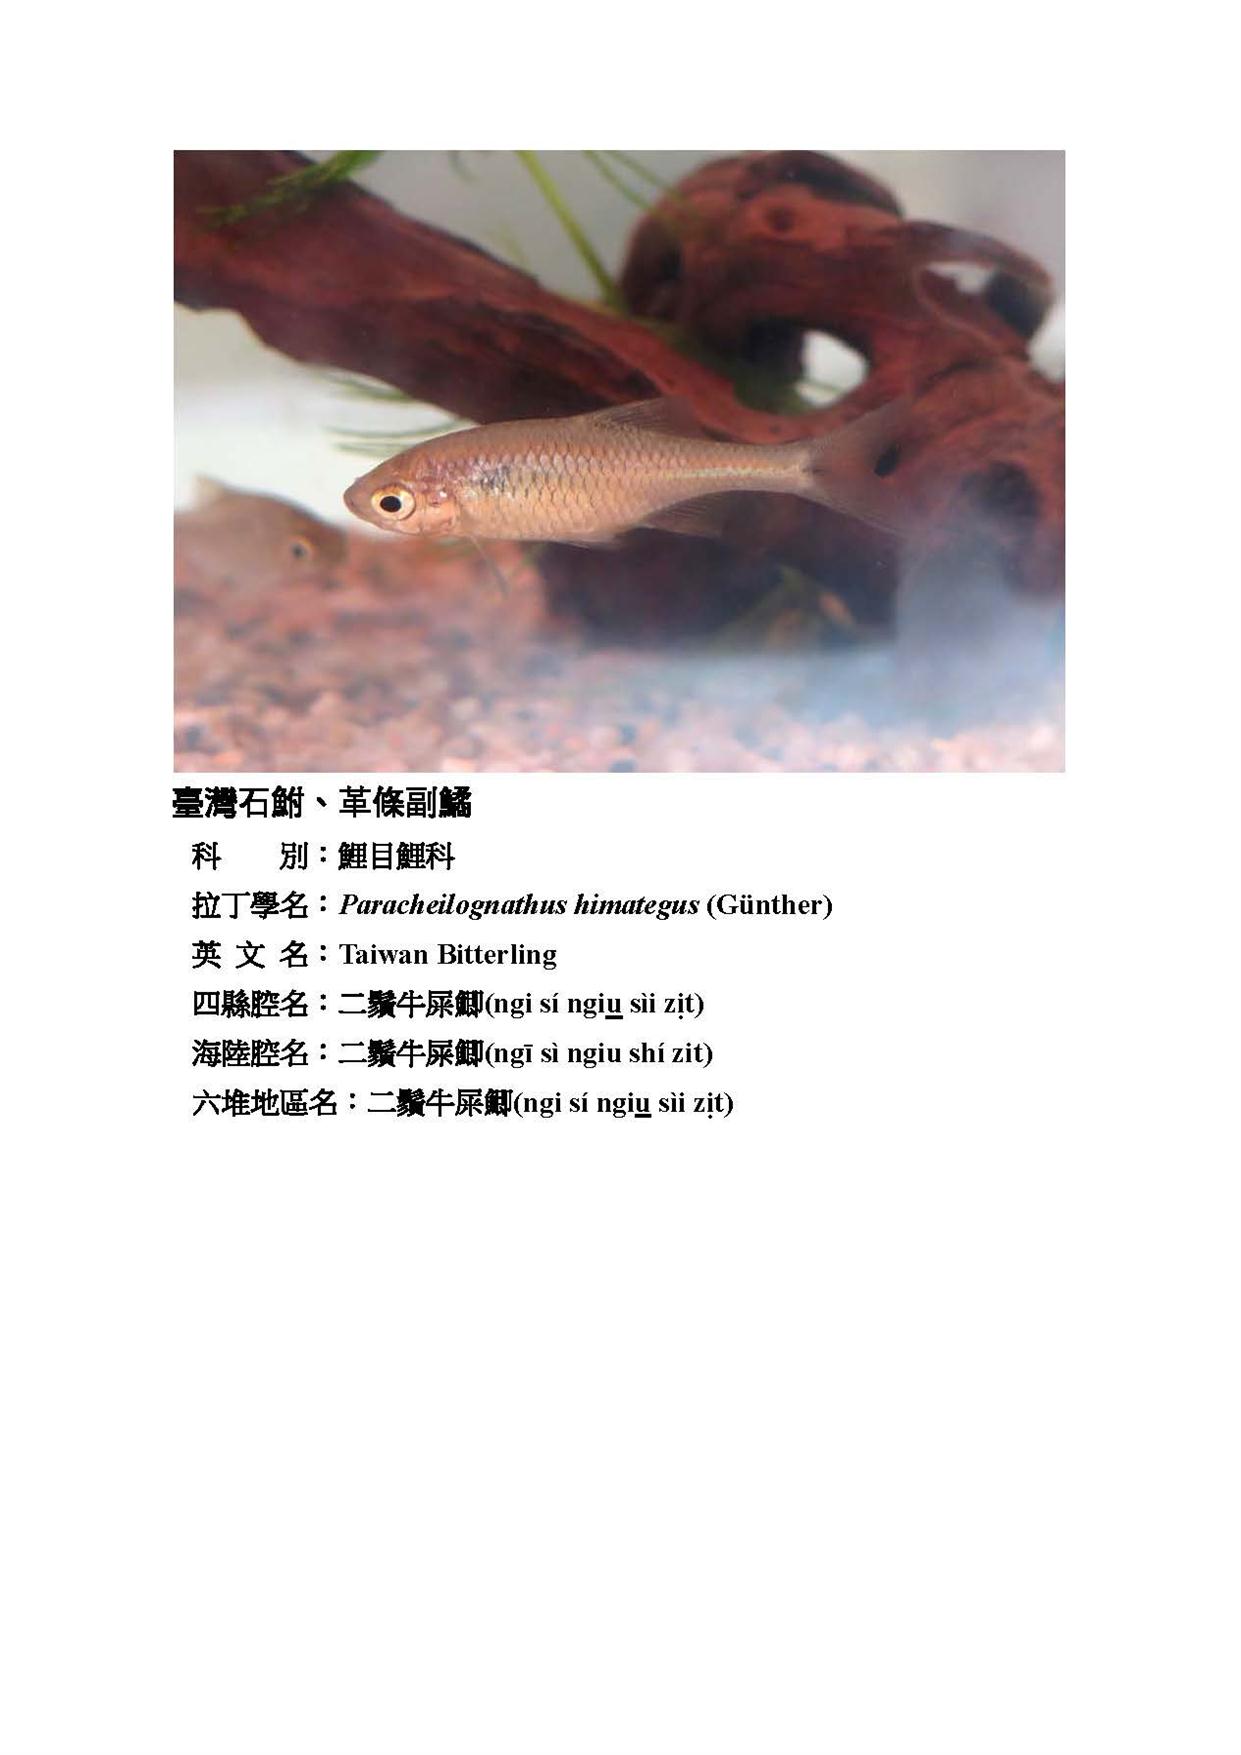 臺灣石鮒、革條副鱊
科　　別：鯉目鯉科
拉丁學名：Paracheilognathus himategus (Günther)
英 文 名：Taiwan Bitterling
四縣腔名：二鬚牛屎鯽(ngi sí ngiu sìi zịt)
海陸腔名：二鬚牛屎鯽(ngī sì ngiu shí zit)
六堆地區名：二鬚牛屎鯽(ngi sí ngiu sìi zịt)